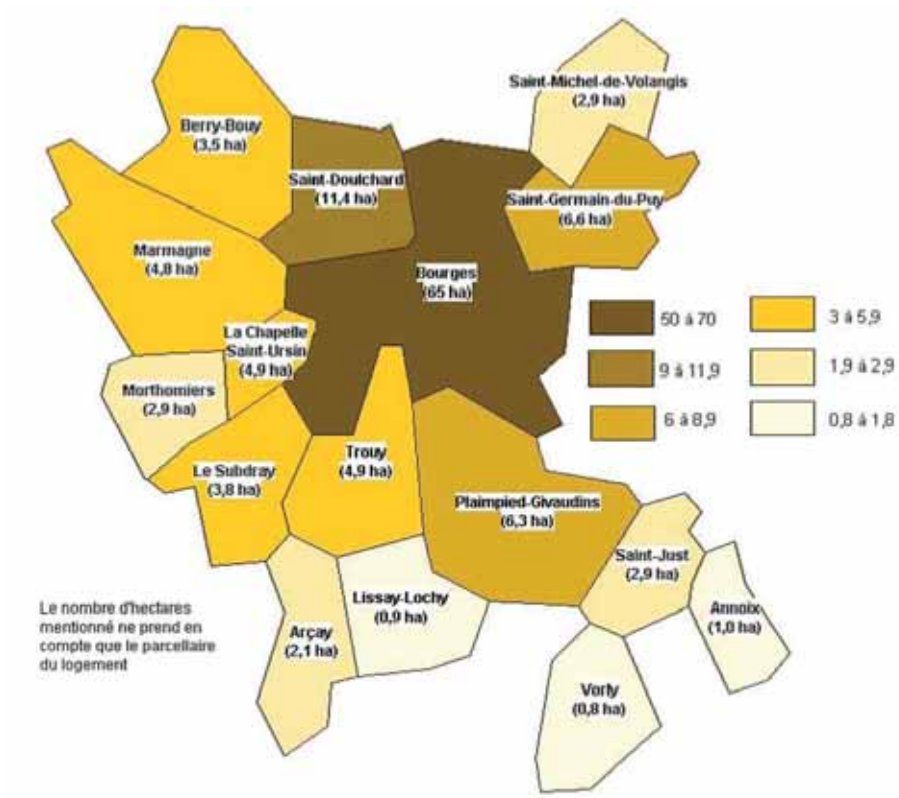 Saint-Michel-de-Volangis
(2,9 ha)
Berry-Bouy
(3,5 ha)
Saint-Doulchard
(11,4 ha)
Saint-Germain-du-Puy
(6,6 ha)
Marmagne
(4,8 ha)
Bourges
(65 ha)
La Chapelle
Saint-Ursin
(4,9 ha)
Morthomiers
(2,9 ha)
50 à 70
9 à 11,9
6 à 8,9
3 à 5,9
1,9 à 2,9
0,8 à 1,8
Trouy
(4,9 ha)
Le Subdray
(3,8 ha)
Plaimpied-Givaudins
(6,3 ha)
Saint-Just
(2,9 ha)
Lissay-Lochy
(0,9 ha)
Annoix
(1,0 ha)
Arçay
(2,1 ha)
Vorly
(0,8 ha)
Le nombre d'hectares
mentionné ne prend en
compte que le parcellaire
du logement